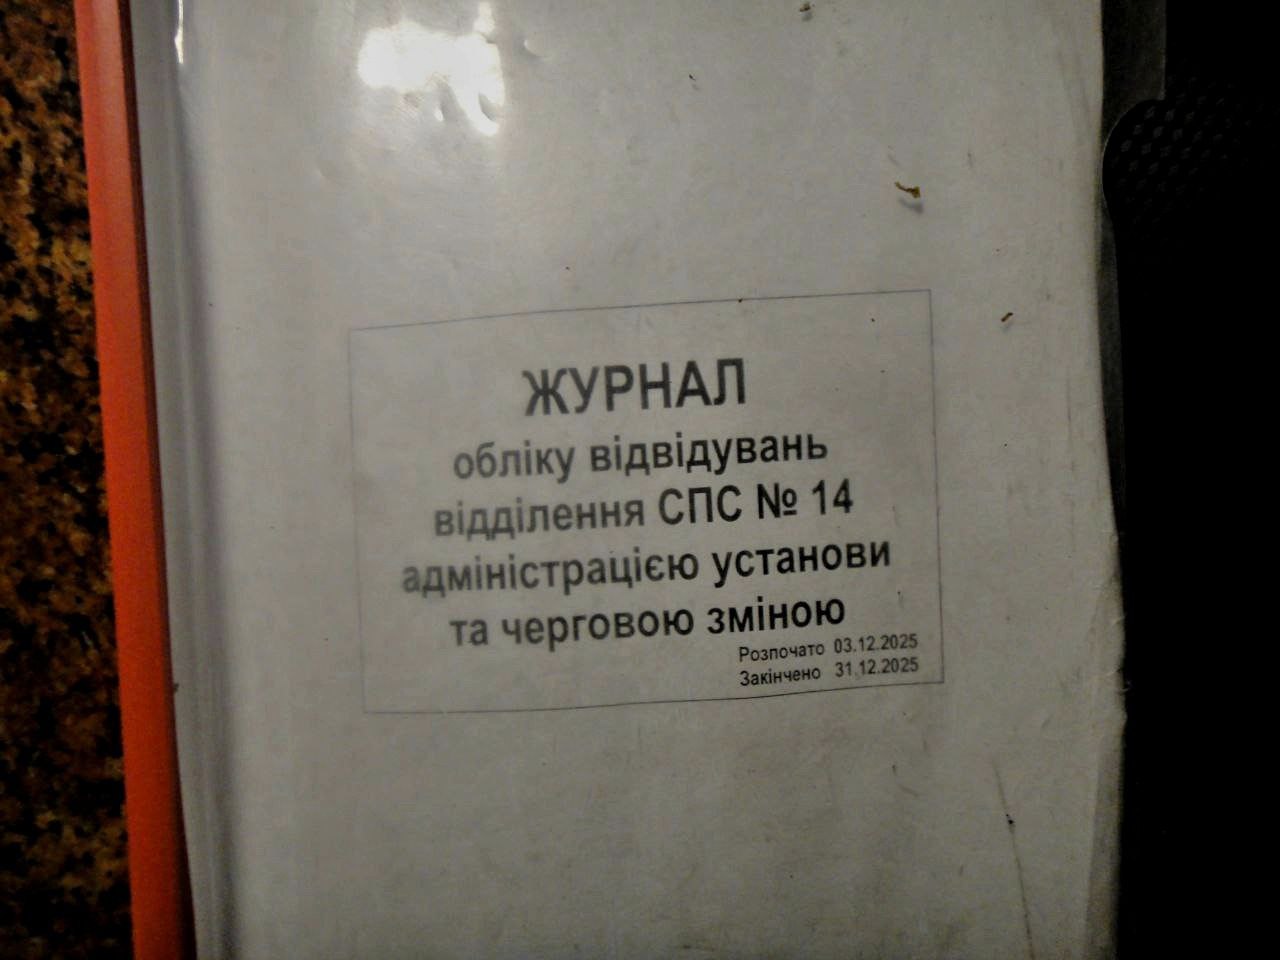 ЖУРНАЛ
обліку відвідувань
відділення СПС № 14
адміністрацією установи
та черговою зміною
Розпочато 03.12.2025
Закінчено 31.12.2025